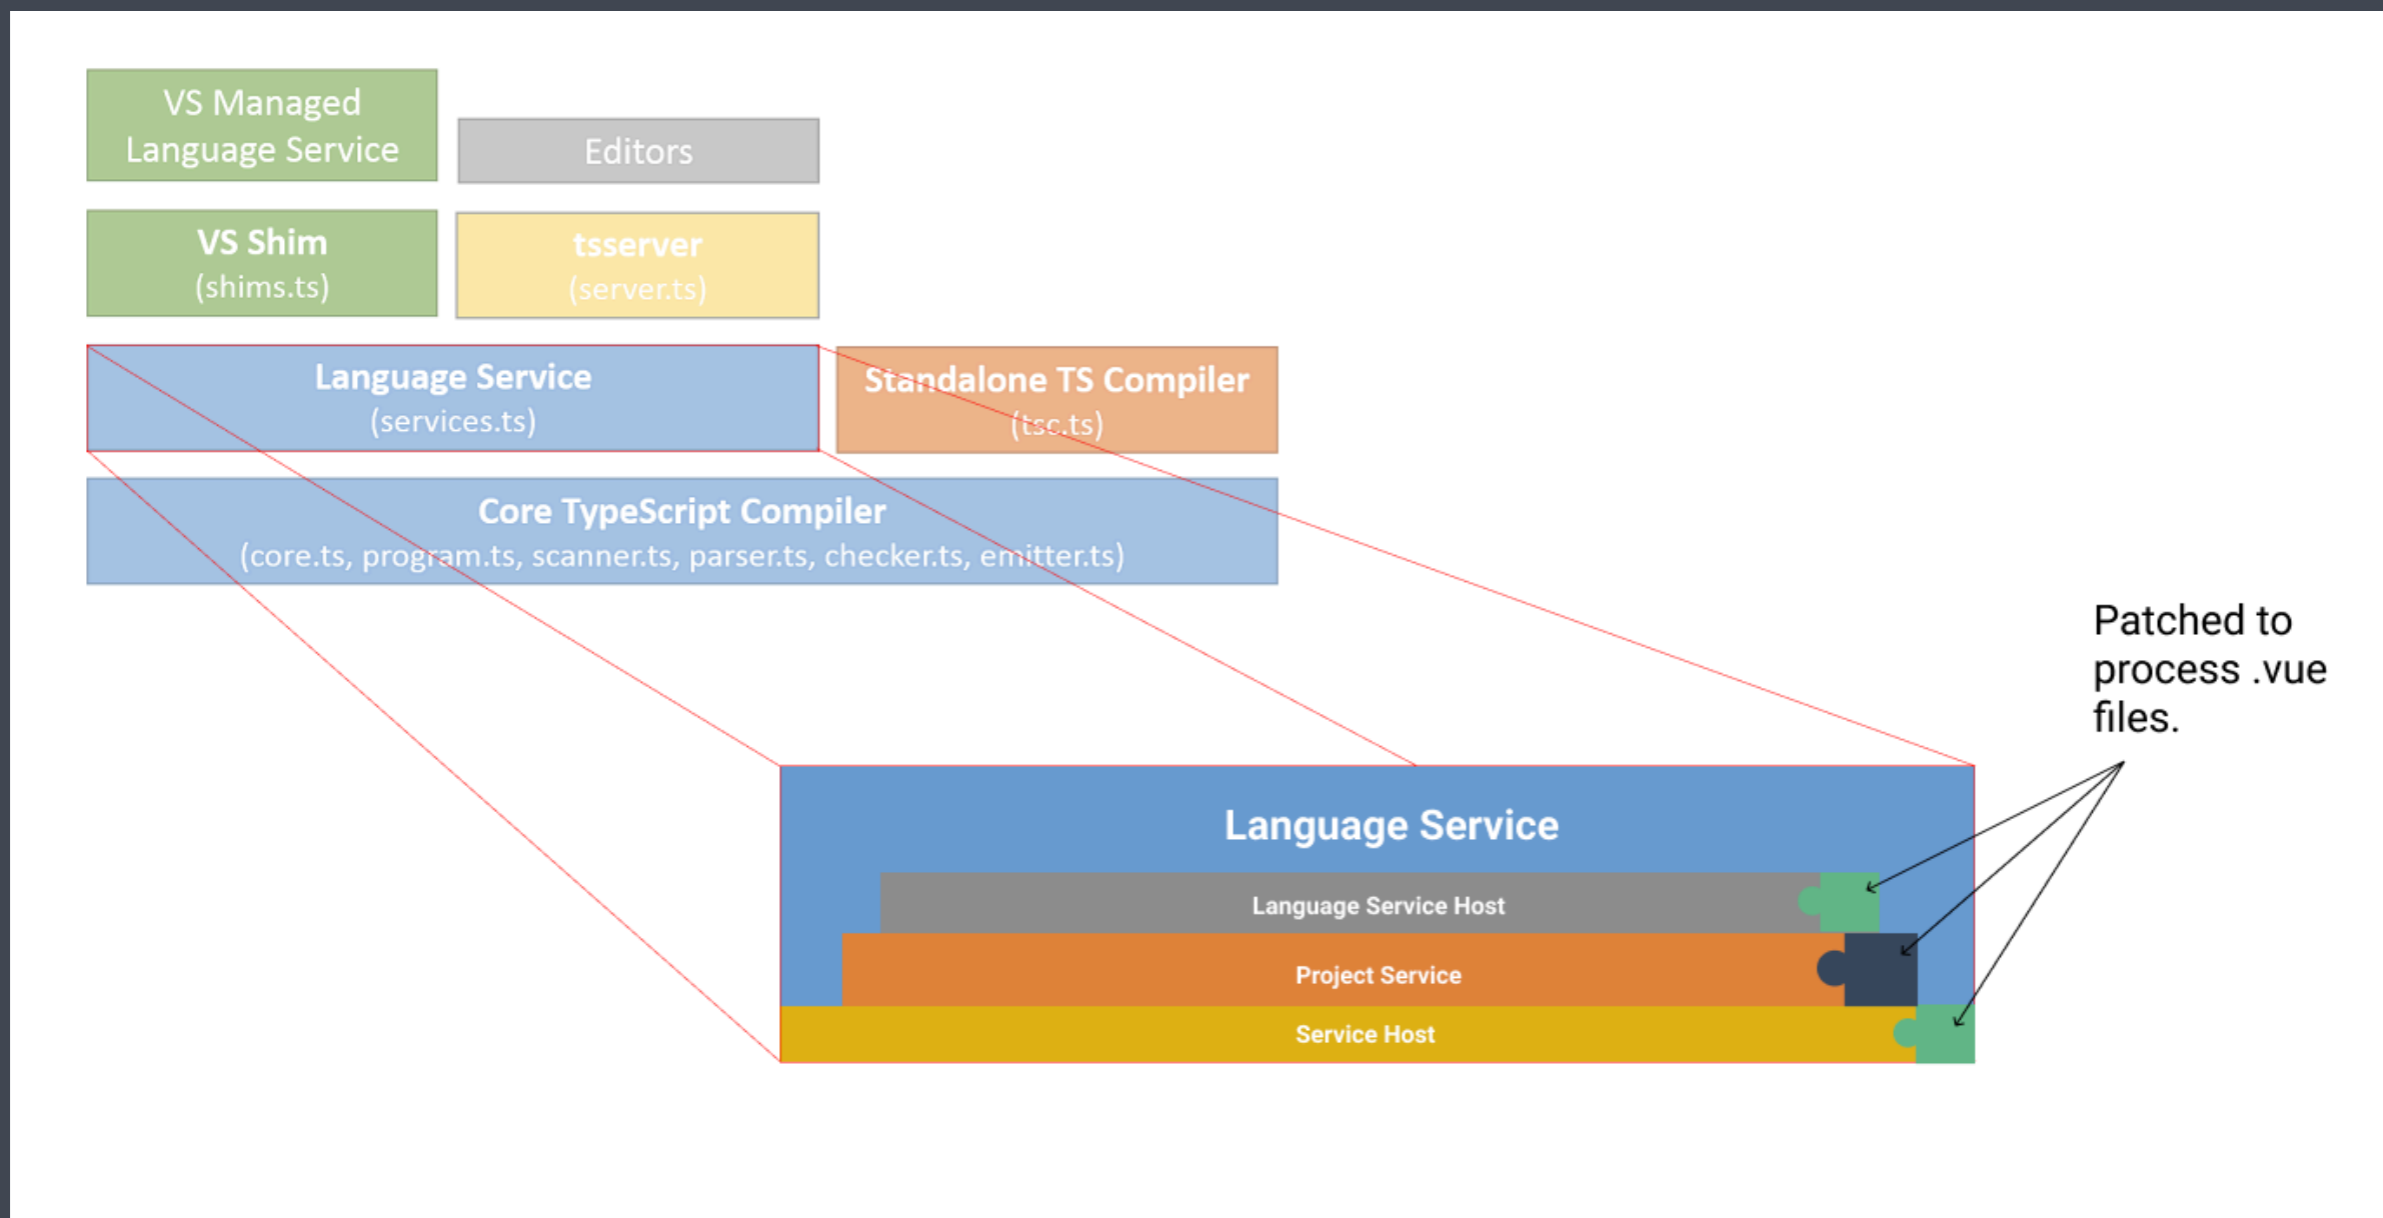 VS Managed
Language Service
Editors
VS Shim
(shims.ts)
tsserver
(server.ts)
Language Service
(services.ts)
Standalone TS Compiler
(tsc.ts)
Core TypeScript Compiler
(core.ts, program.ts, scanner.ts, parser.ts, checker.ts, emitter.ts)
Patched to
process .vue
files.
Language Service
Language Service Host
Project Service
Service Host